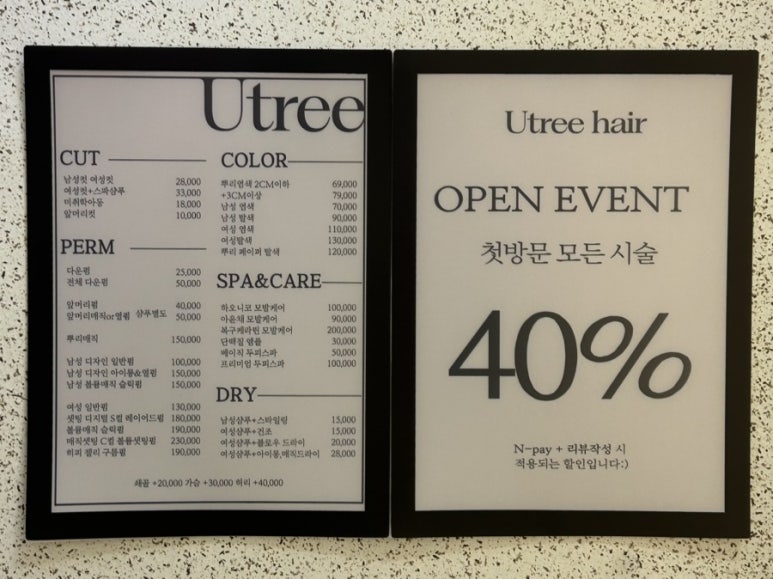 Utree
CUT
남성컷 여성컷 28,000
여성컷+스파샴푸 33,000
미취학아동 18,000
앞머리컷 10,000
PERM
다운펌 25,000
전체 다운펌 50,000
앞머리펌 40,000
앞머리매직or열펌 샴푸별도 50,000
뿌리매직 150,000
남성 디자인 일반펌 100,000
남성 디자인 아이롱&열펌 150,000
남성 볼륨매직 슬릭펌 150,000
여성 일반펌 130,000
셋팅 디지털 S컬 레이어드펌 180,000
볼륨매직 슬릭펌 190,000
매직셋팅 C컬 볼륨셋팅펌 230,000
히피 젤리 구름펌 190,000
COLOR
뿌리염색 2CM이하 69,000
+3CM이상 79,000
남성 염색 70,000
남성 탈색 90,000
여성 염색 110,000
여성탈색 130,000
뿌리 페이퍼 탈색 120,000
SPA&CARE
하오니코 모발케어 100,000
아윤채 모발케어 90,000
복구케라틴 모발케어 200,000
단백질 앰플 30,000
베이직 두피스파 50,000
프리미엄 두피스파 100,000
DRY
남성샴푸+스타일링 15,000
여성샴푸+건조 15,000
여성샴푸+블로우 드라이 20,000
여성샴푸+아이롱,매직드라이 28,000
쇄골 +20,000 가슴 +30,000 허리 +40,000
Utree hair
OPEN EVENT
첫방문 모든 시술
40%
N-pay + 리뷰작성 시
적용되는 할인입니다:)